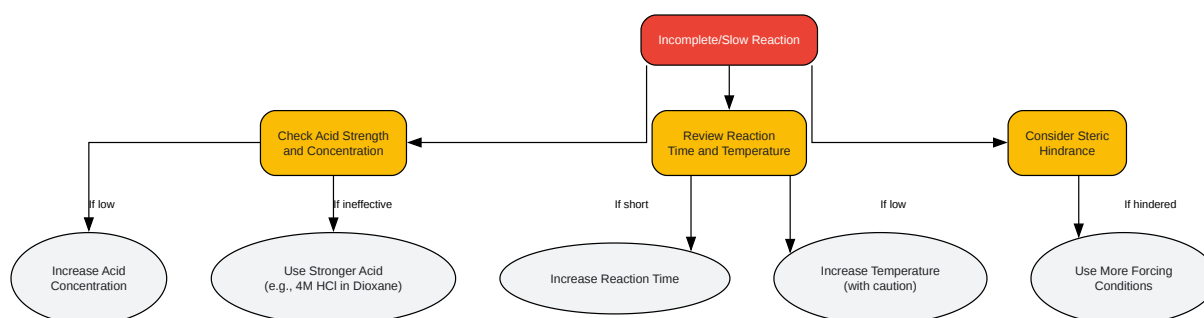 Incomplete/Slow Reaction
Check Acid Strength
and Concentration
Review Reaction
Time and Temperature
Consider Steric
Hindrance
If low
If ineffective
If short
If low
If hindered
Increase Acid
Concentration
Use Stronger Acid
(e.g., 4M HCl in Dioxane)
Increase Reaction Time
Increase Temperature
(with caution)
Use More Forcing
Conditions